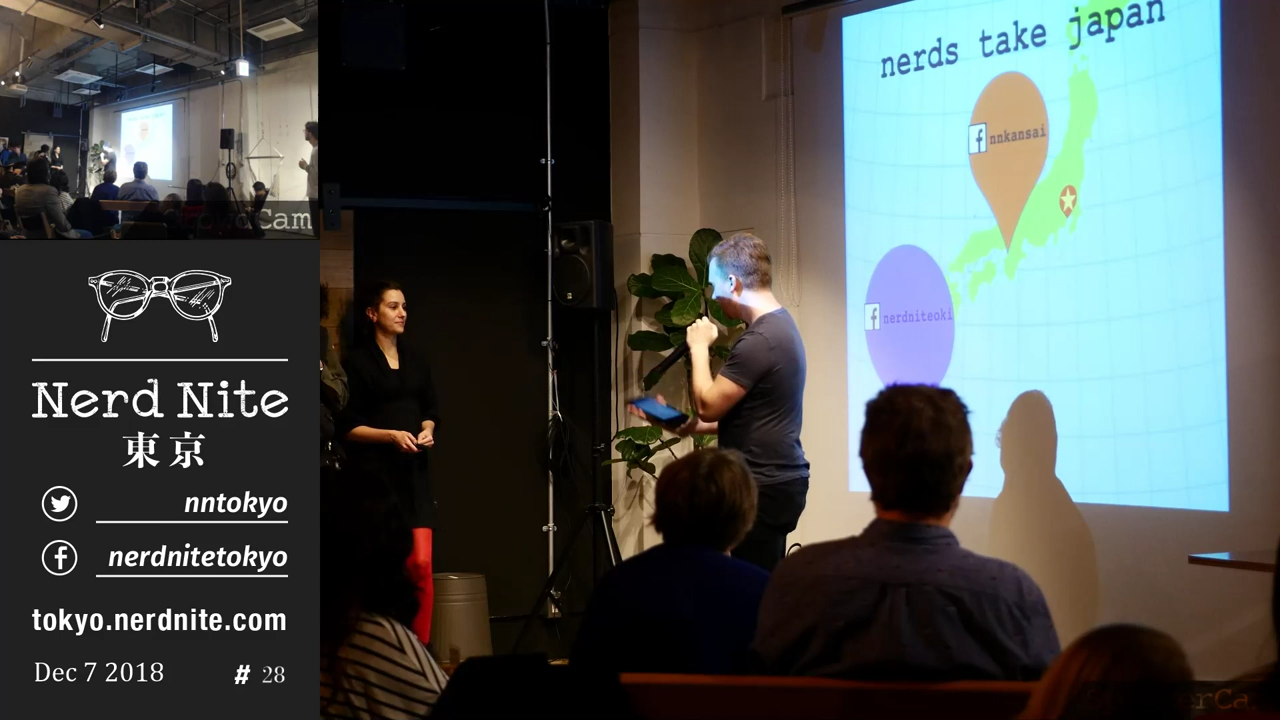 Nerd Nite
東京
nntokyo
nerdnitetokyo
tokyo.nerdnite.com
Dec 7 2018
# 28
nerds take japan
nnkansai
nerdniteoki